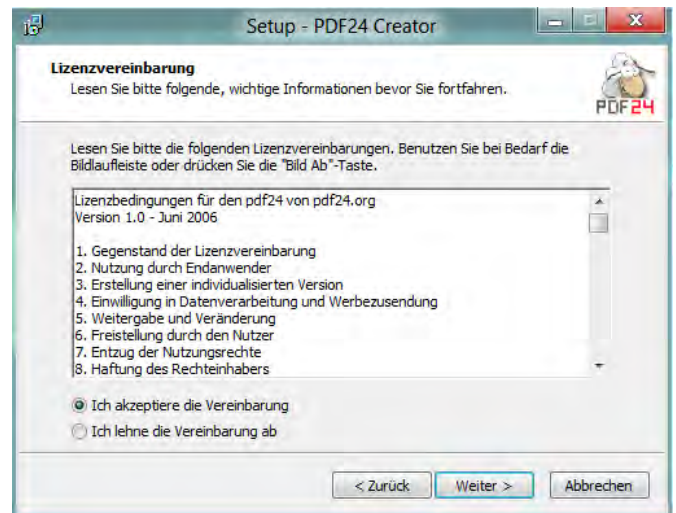 Setup - PDF24 Creator
Lizenzvereinbarung
Lesen Sie bitte folgende, wichtige Informationen bevor Sie fortfahren.
PDF24
Lesen Sie bitte die folgenden Lizenzvereinbarungen. Benutzen Sie bei Bedarf die
Bildlaufleiste oder drücken Sie die "Bild Ab"-Taste.
Lizenzbedingungen für den pdf24 von pdf24.org
Version 1.0 - Juni 2006
1. Gegenstand der Lizenzvereinbarung
2. Nutzung durch Endanwender
3. Erstellung einer individualisierten Version
4. Einwilligung in Datenverarbeitung und Werbezusendung
5. Weitergabe und Veränderung
6. Freistellung durch den Nutzer
7. Entzug der Nutzungsrechte
8. Haftung des Rechteinhabers
Ich akzeptiere die Vereinbarung
Ich lehne die Vereinbarung ab
< Zurück Weiter > Abbrechen